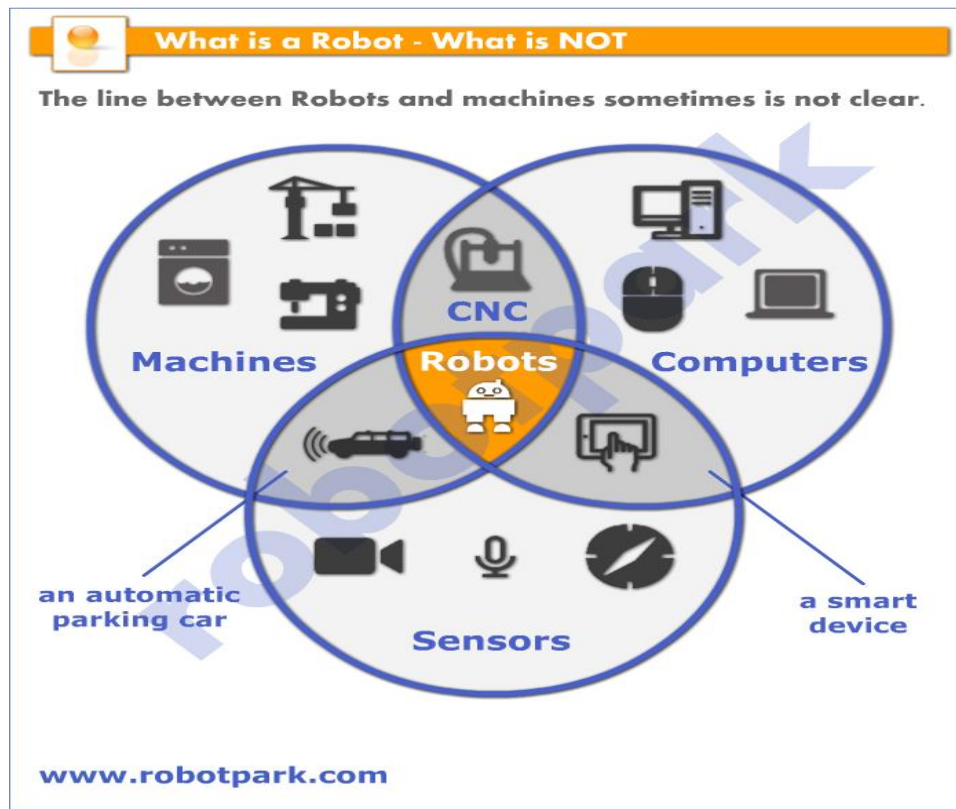 What is a Robot - What is NOT
The line between Robots and machines sometimes is not clear.
CNC
Machines
Robots
Computers
an automatic
parking car
a smart
device
Sensors
robotpark
www.robotpark.com